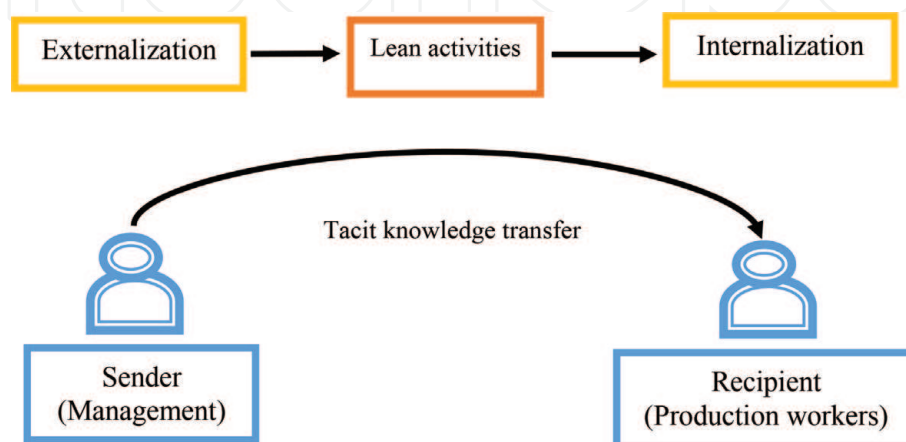 Externalization
Lean activities
Internalization
Tacit knowledge transfer
Sender
(Management)
Recipient
(Production workers)